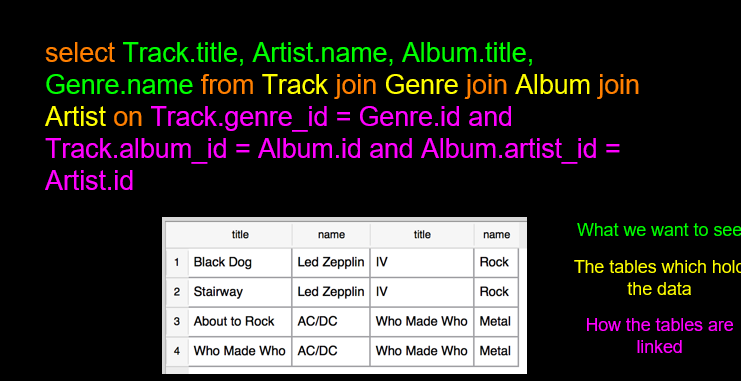 select Track.title, Artist.name, Album.title,
Genre.name from Track join Genre join Album join
Artist on Track.genre_id = Genre.id and
Track.album_id = Album.id and Album.artist_id =
Artist.id
title name title name
1 Black Dog Led Zepplin IV Rock
2 Stairway Led Zepplin IV Rock
3 About to Rock AC/DC Who Made Who Metal
4 Who Made Who AC/DC Who Made Who Metal
What we want to see
The tables which hold
the data
How the tables are
linked